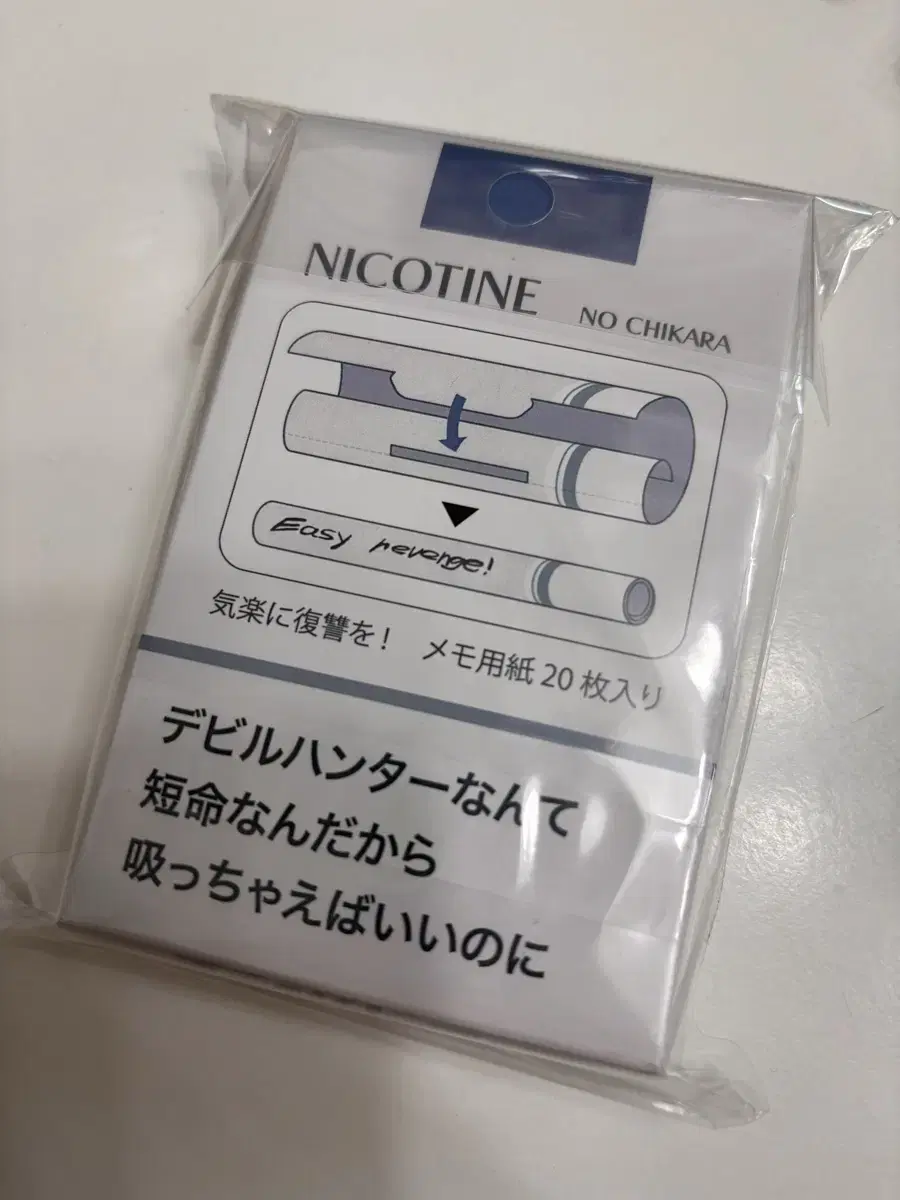 NICOTINE NO CHIKARA
Easy revenge!
気楽に復讐を！ メモ用紙20枚入り
デビルハンターなんて
短命なんだから
吸っちゃえばいいのに